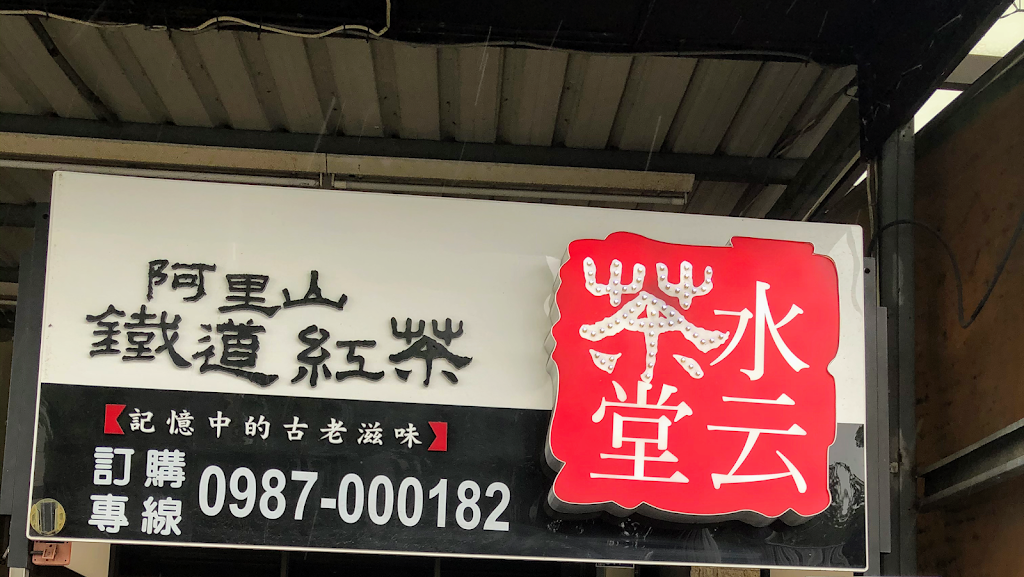 阿里山
鐵道紅茶
記憶中的古老滋味
訂購
專線
0987-000182
水云
茶堂